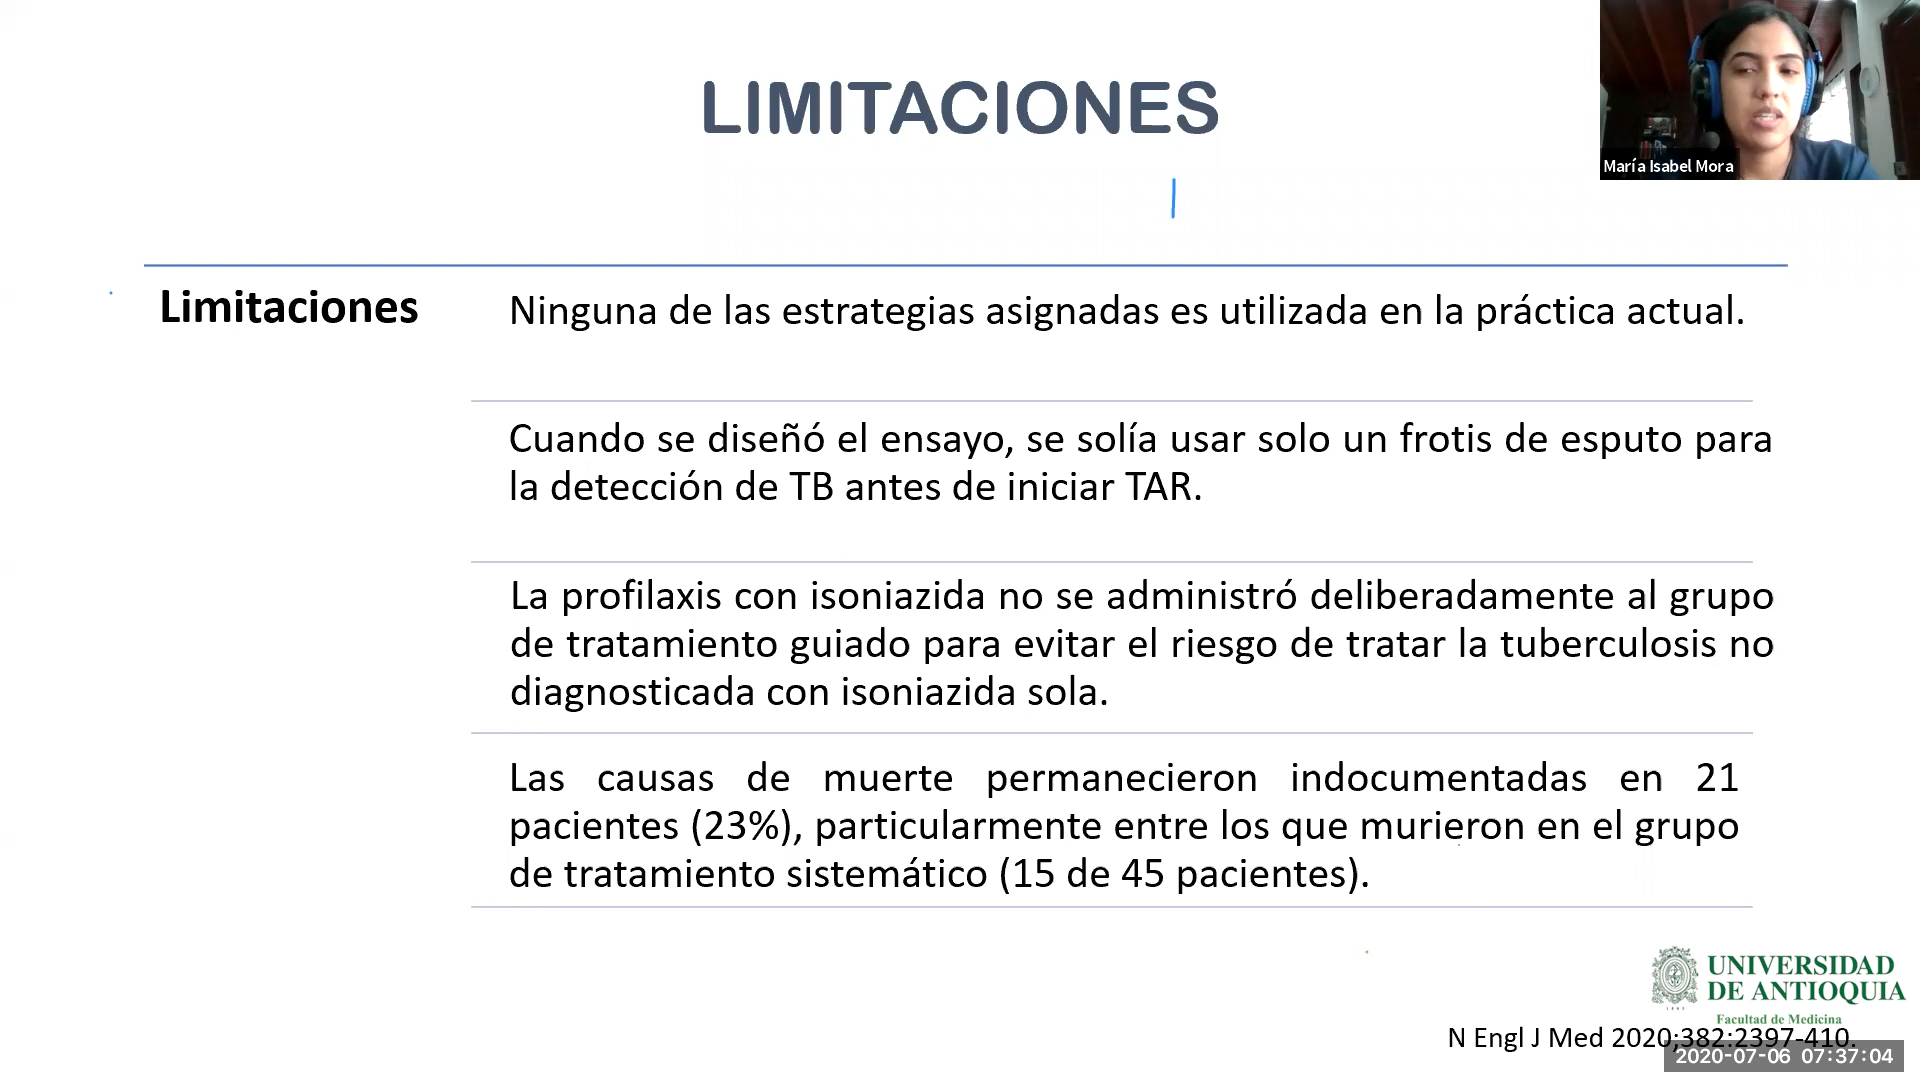 LIMITACIONES
María Isabel Mora
Limitaciones
Ninguna de las estrategias asignadas es utilizada en la práctica actual.
Cuando se diseñó el ensayo, se solía usar solo un frotis de esputo para
la detección de TB antes de iniciar TAR.
La profilaxis con isoniazida no se administró deliberadamente al grupo
de tratamiento guiado para evitar el riesgo de tratar la tuberculosis no
diagnosticada con isoniazida sola.
Las causas de muerte permanecieron indocumentadas en 21
pacientes (23%), particularmente entre los que murieron en el grupo
de tratamiento sistemático (15 de 45 pacientes).
UNIVERSIDAD
DE ANTIOQUIA
Facultad de Medicina
N Engl J Med 2020;382:2397-410.
2020-07-06 07:37:04